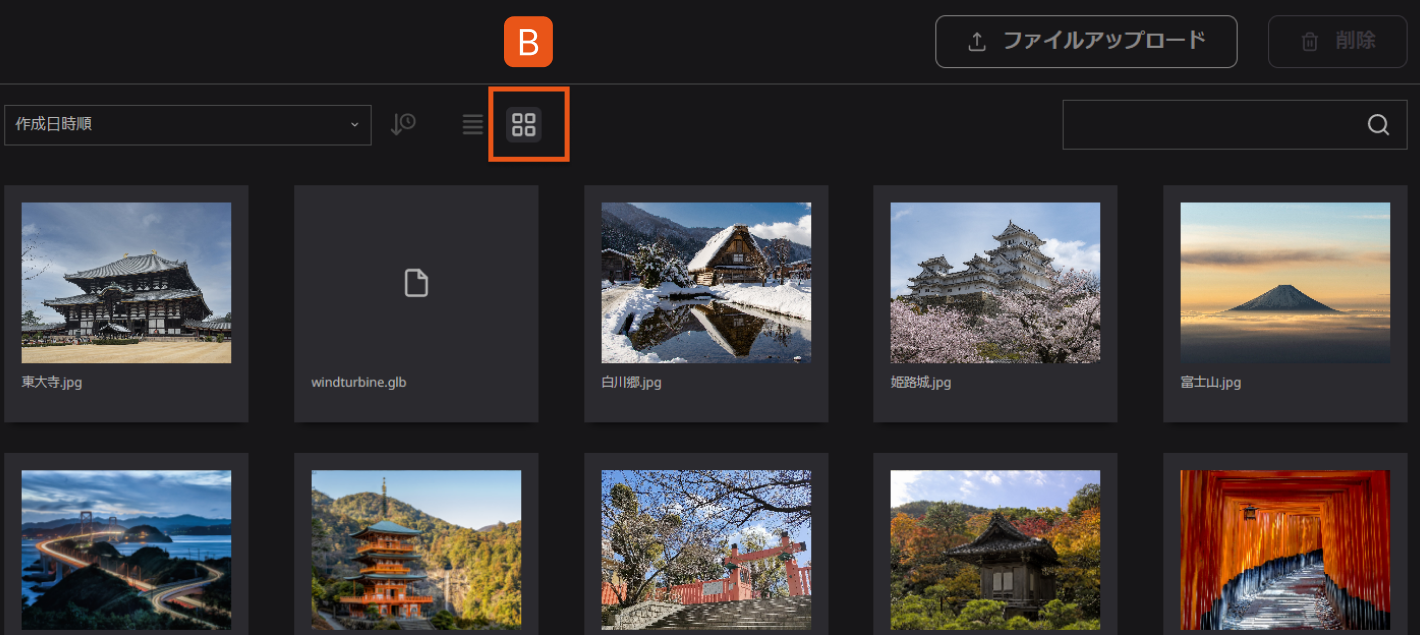 B
ファイルアップロード
削除
作成日時順
東大寺.jpg
windturbine.glb
白川郷.jpg
姫路城.jpg
富士山.jpg